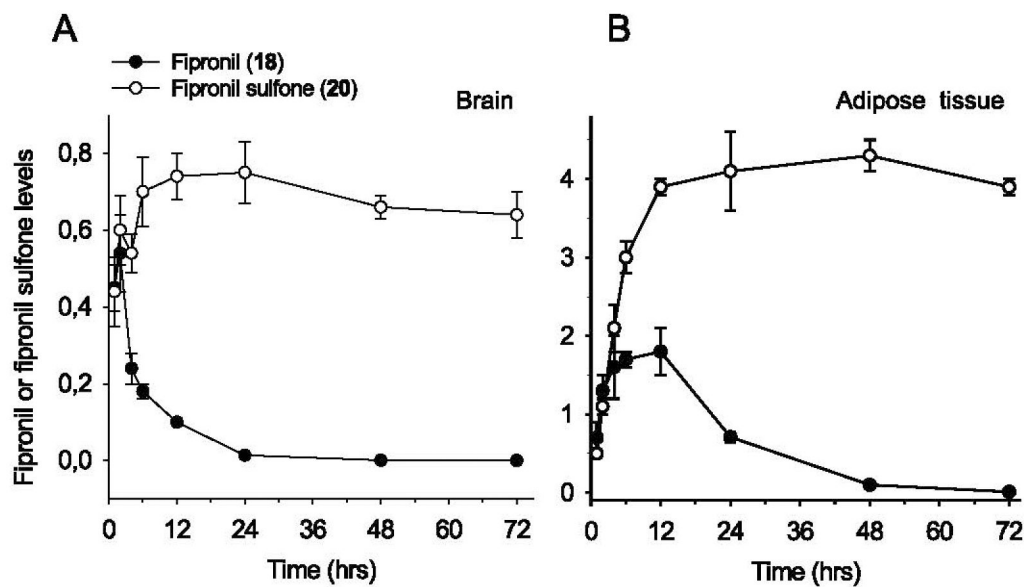 A
Fipronil (18)
Fipronil sulfone (20)
Brain
Fipronil or fipronil sulfone levels
0,8
0,6
0,4
0,2
0,0
0 12 24 36 48 60 72
Time (hrs)
B
Adipose tissue
4
3
2
1
0
0 12 24 36 48 60 72
Time (hrs)